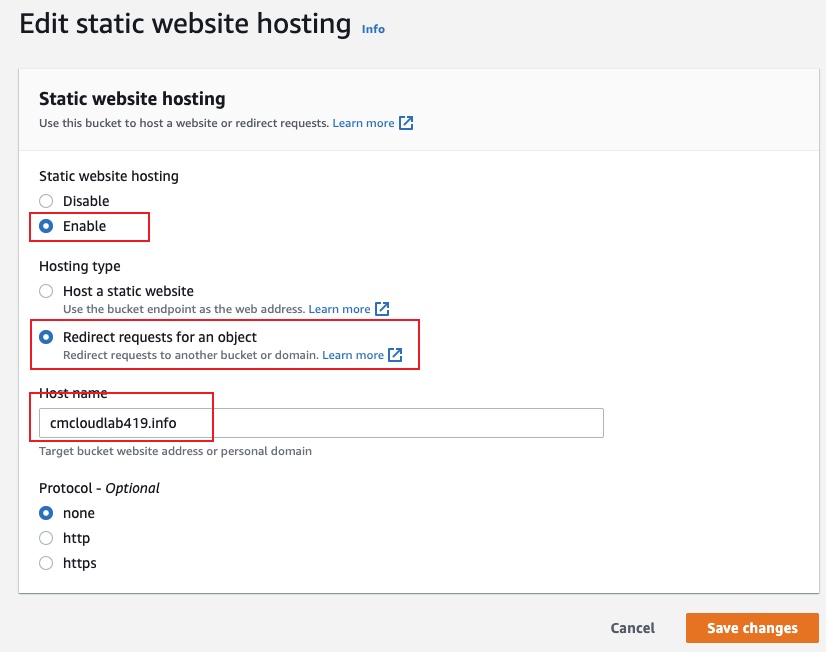 Edit static website hosting Info
Static website hosting
Use this bucket to host a website or redirect requests. Learn more
Static website hosting
Disable
Enable
Hosting type
Host a static website
Use the bucket endpoint as the web address. Learn more
Redirect requests for an object
Redirect requests to another bucket or domain. Learn more
Host name
cmcloudlab419.info
Target bucket website address or personal domain
Protocol - Optional
none
http
https
Cancel Save changes